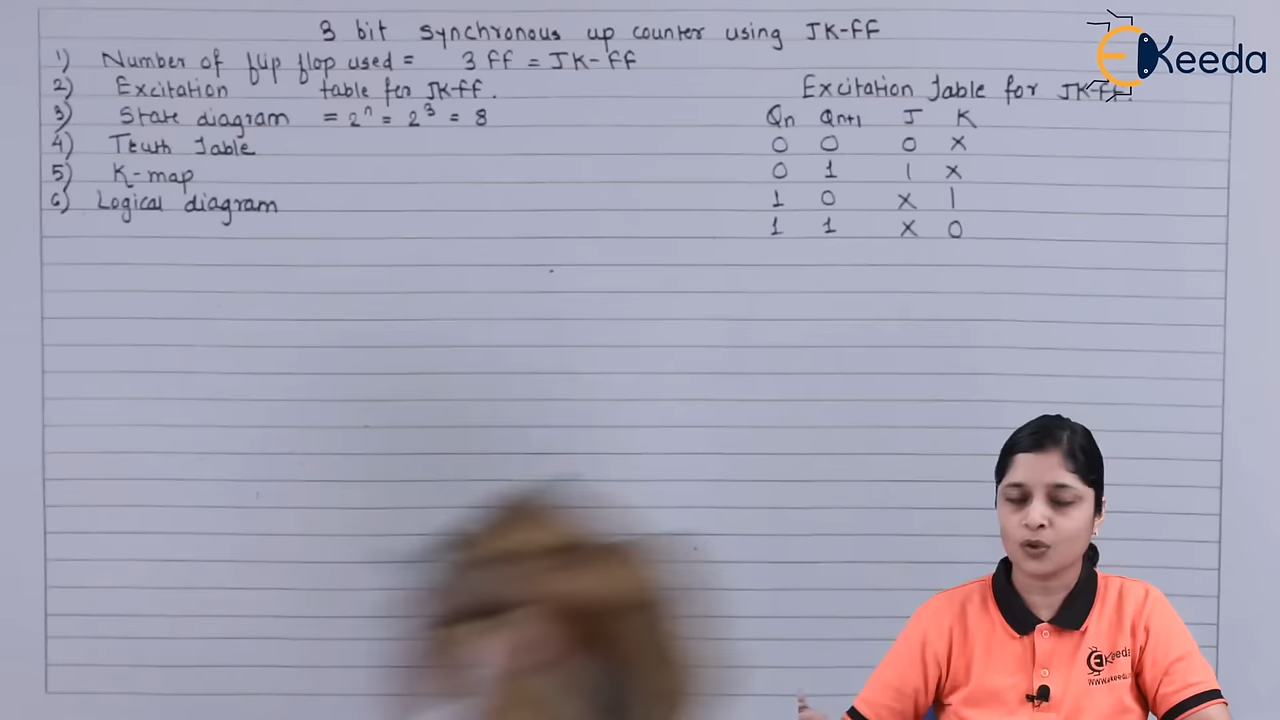 3 bit synchronous up counter using JK-FF
1) Number of flip flop used = 3 FF = JK-FF
2) Excitation table for JK-FF.
3) State diagram = 2^n = 2^3 = 8
4) Truth Table
5) K-map
6) Logical diagram
Excitation Table for JK-FF.
Qn Qn+1 J K
0 0 0 X
0 1 1 X
1 0 X 1
1 1 X 0
EKeeda
EKeeda